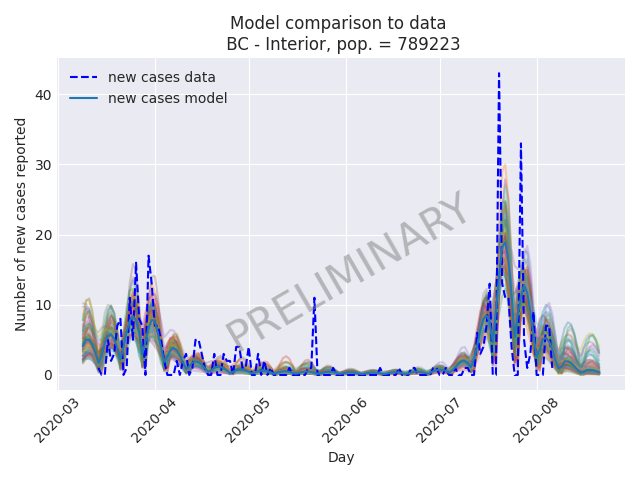 Model comparison to data
BC - Interior, pop. = 789223
new cases data
new cases model
Number of new cases reported
40
30
20
10
0
PRELIMINARY
2020-03
2020-04
2020-05
2020-06
2020-07
2020-08
Day